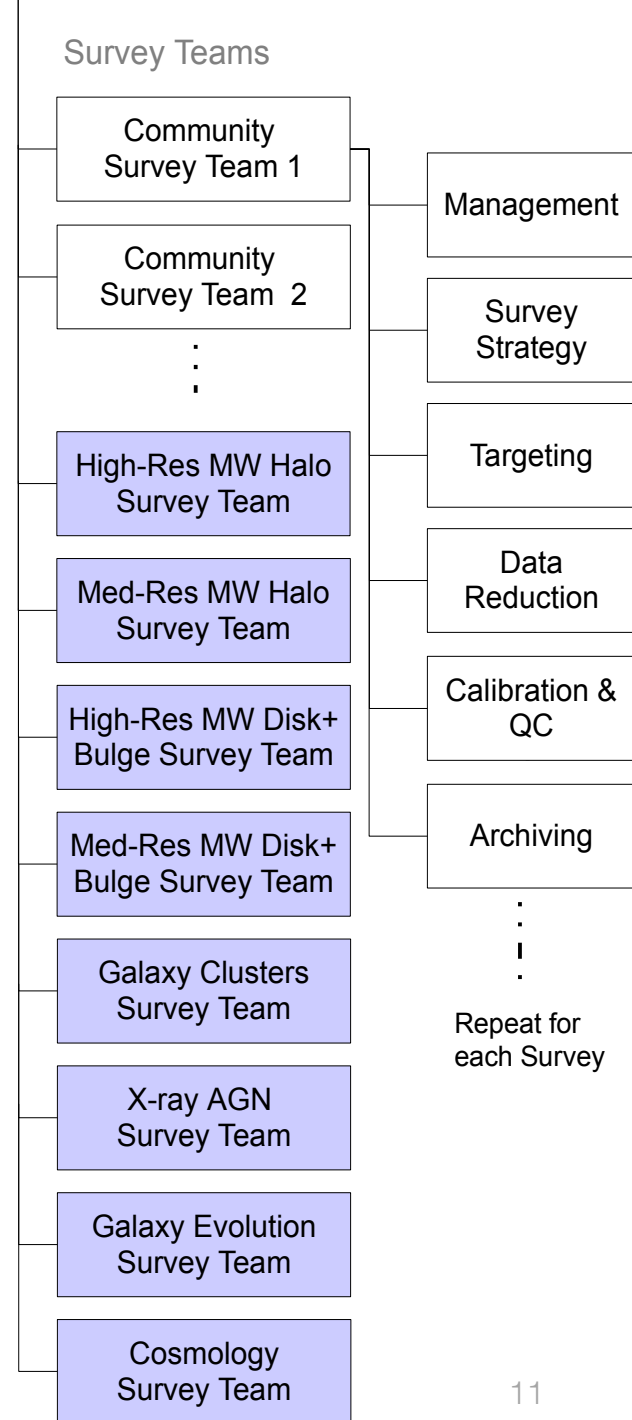 Survey Teams
Community
Survey Team 1
Community
Survey Team 2
High-Res MW Halo
Survey Team
Med-Res MW Halo
Survey Team
High-Res MW Disk+
Bulge Survey Team
Med-Res MW Disk+
Bulge Survey Team
Galaxy Clusters
Survey Team
X-ray AGN
Survey Team
Galaxy Evolution
Survey Team
Cosmology
Survey Team
Management
Survey
Strategy
Targeting
Data
Reduction
Calibration &
QC
Archiving
Repeat for
each Survey
11